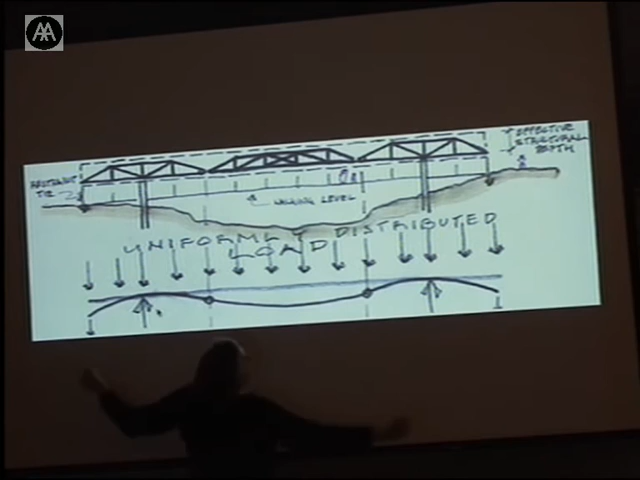 AA
EFFECTIVE
STRUCTURAL
DEPTH
TIE
WALKING LEVEL
UNIFORMLY DISTRIBUTED
LOAD